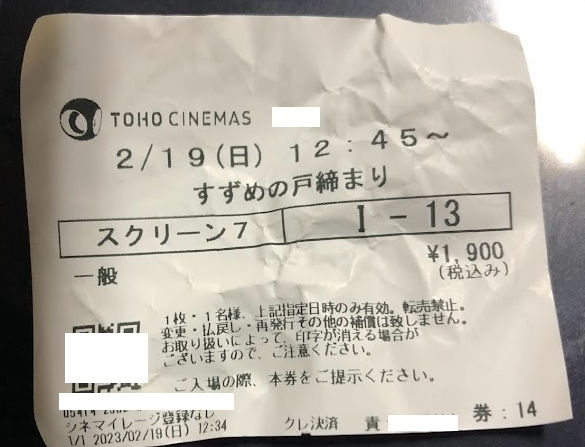 TOHO CINEMAS
2/19(日) 12:45~
すずめの戸締まり
スクリーン7 I-13
¥1,900
(税込み)
一般
1枚・1名様、上記指定日時のみ有効。転売禁止。
変更・払戻し・再発行その他の補償は致しません。
お取り扱いによって、印字が消える場合が
ございますので、ご注意ください。
ご入場の際、本券をご提示ください。
シネマイレージ登録なし
クレ決済 責 券:14
1/1 2023/02/19(日) 12:34